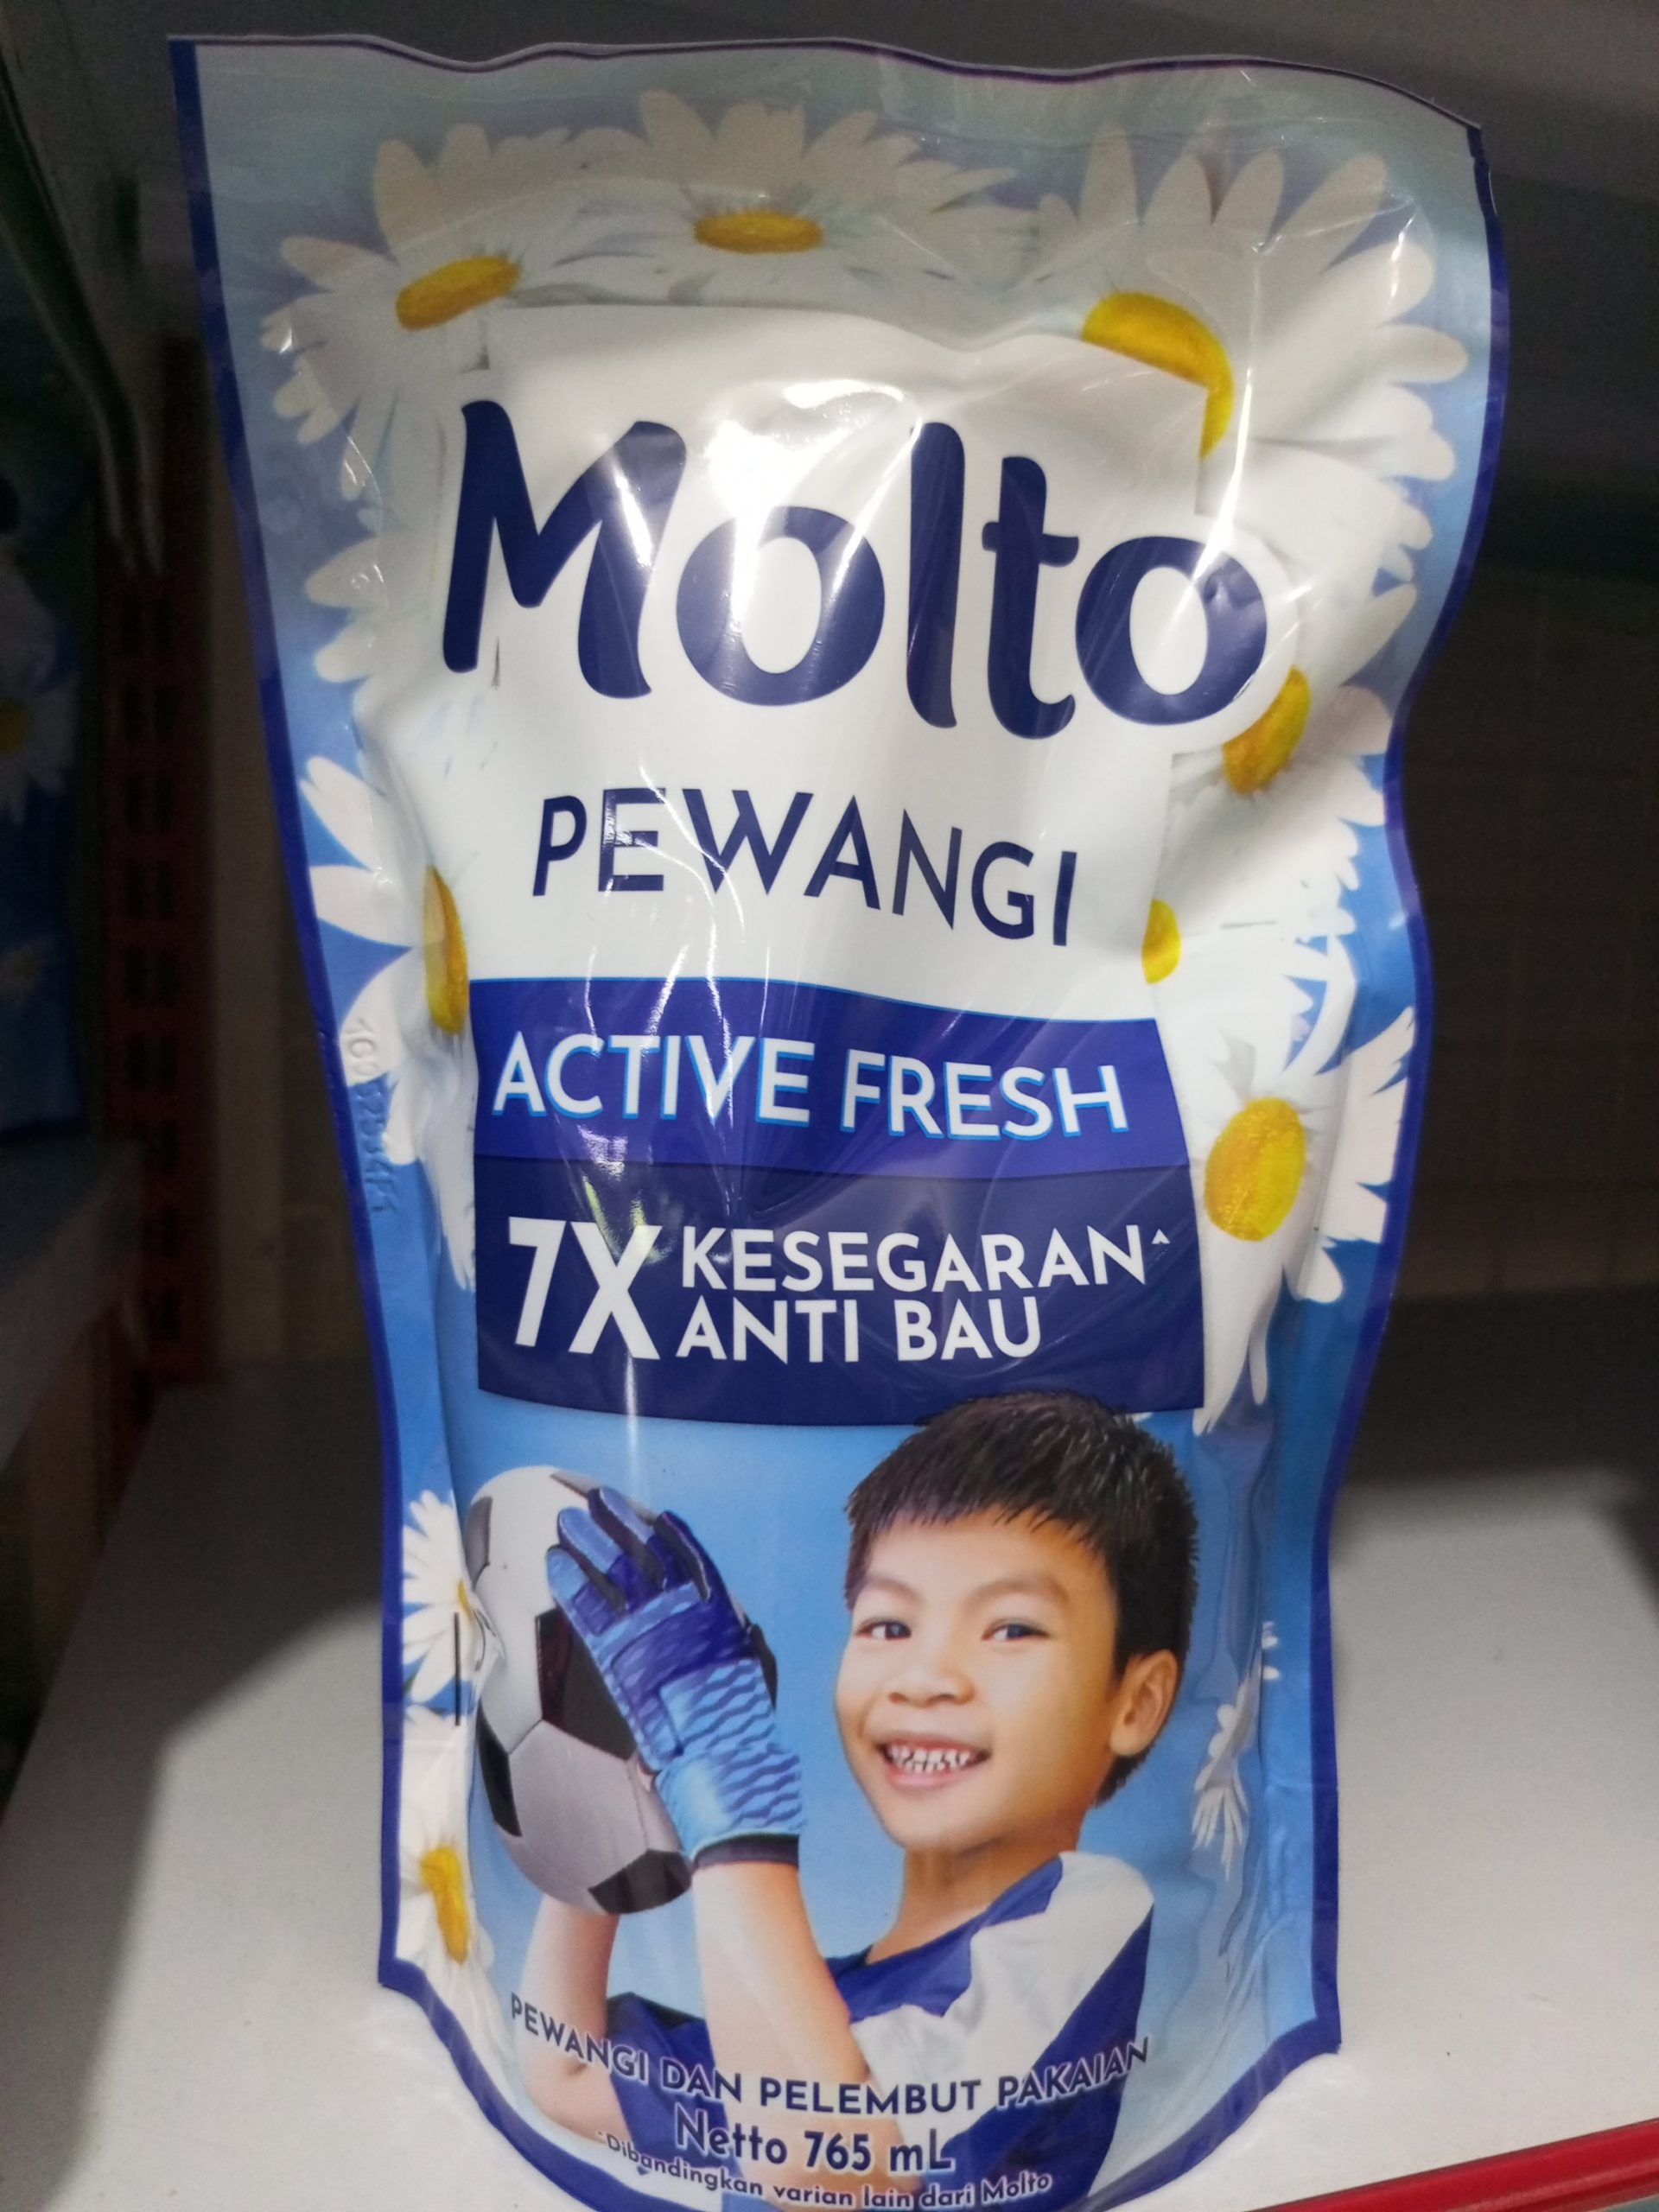 Molto
PEWANGI
ACTIVE FRESH
7X KESEGARAN^
ANTI BAU
PEWANGI DAN PELEMBUT PAKAIAN
Netto 765 mL
^Dibandingkan varian lain dari Molto